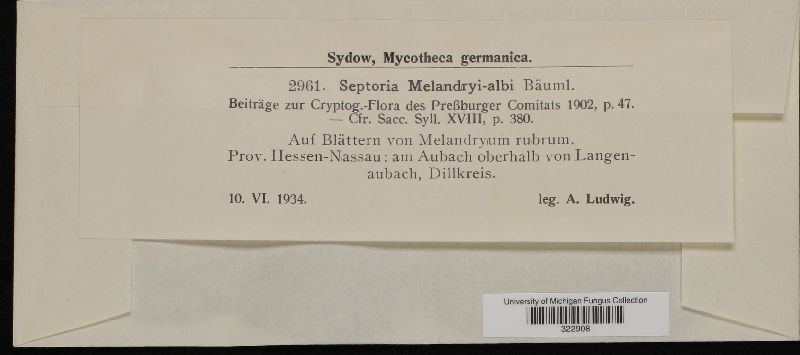 Sydow, Mycotheca germanica.
2961. Septoria Melandryi-albi Bäuml.
Beiträge zur Cryptog.-Flora des Preßburger Comitats 1902, p. 47.
— Cfr. Sacc. Syll. XVIII, p. 380.
Auf Blättern von Melandryum rubrum.
Prov. Hessen-Nassau: am Aubach oberhalb von Langen-
aubach, Dillkreis.
10. VI. 1934. leg. A. Ludwig.
University of Michigan Fungus Collection
322908